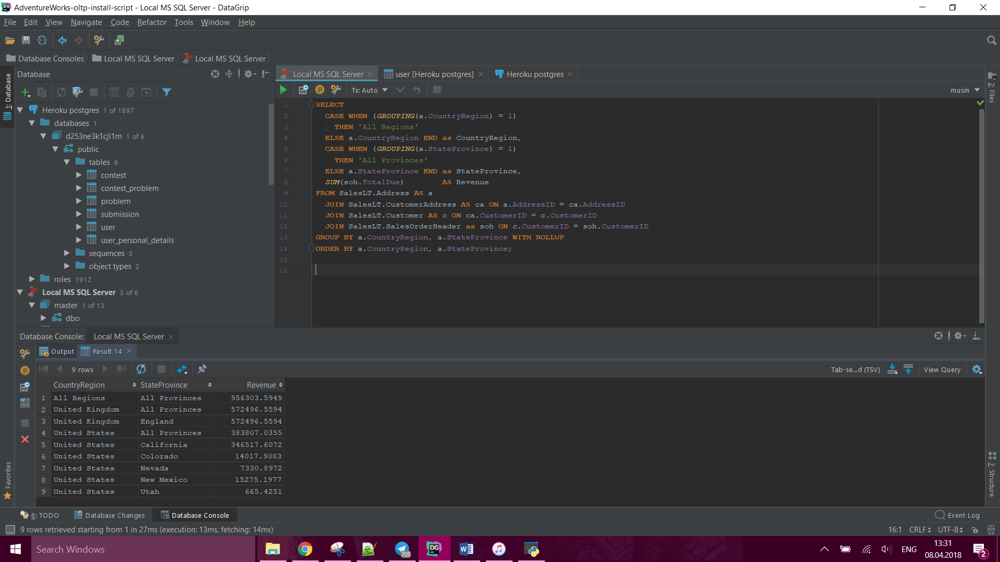 AdventureWorks-oltp-install-script - Local MS SQL Server - DataGrip
File Edit View Navigate Code Refactor Tools Window Help
Database Consoles Local MS SQL Server Local MS SQL Server
Database
1: Database
Heroku postgres 1 of 1897
databases 1
d253ne3k1cjl1m 1 of 6
public
tables 6
contest
contest_problem
problem
submission
user
user_personal_details
sequences 3
object types 2
roles 1912
Local MS SQL Server 3 of 6
master 1 of 13
dbo
Local MS SQL Server user [Heroku postgres] Heroku postgres
Tx: Auto musin
2: Files
1 SELECT
2 CASE WHEN (GROUPING(a.CountryRegion) = 1)
3 THEN 'All Regions'
4 ELSE a.CountryRegion END as CountryRegion,
5 CASE WHEN (GROUPING(a.StateProvince) = 1)
6 THEN 'All Provinces'
7 ELSE a.StateProvince END as StateProvince,
8 SUM(soh.TotalDue) AS Revenue
9 FROM SalesLT.Address AS a
10 JOIN SalesLT.CustomerAddress AS ca ON a.AddressID = ca.AddressID
11 JOIN SalesLT.Customer AS c ON ca.CustomerID = c.CustomerID
12 JOIN SalesLT.SalesOrderHeader as soh ON c.CustomerID = soh.CustomerID
13 GROUP BY a.CountryRegion, a.StateProvince WITH ROLLUP
14 ORDER BY a.CountryRegion, a.StateProvince;
15
16
Database Console: Local MS SQL Server
Output Result 14
9 rows Tab-se...d (TSV) View Query
CountryRegion StateProvince Revenue
1 All Regions All Provinces 956303.5949
2 United Kingdom All Provinces 572496.5594
3 United Kingdom England 572496.5594
4 United States All Provinces 383807.0355
5 United States California 346517.6072
6 United States Colorado 14017.9083
7 United States Nevada 7330.8972
8 United States New Mexico 15275.1977
9 United States Utah 665.4251
Favorites
7: Structure
6: TODO Database Changes Database Console Event Log
9 rows retrieved starting from 1 in 27ms (execution: 13ms, fetching: 14ms) 16:1 CRLF UTF-8
Search Windows 705 DG ENG 13:31
08.04.2018 2